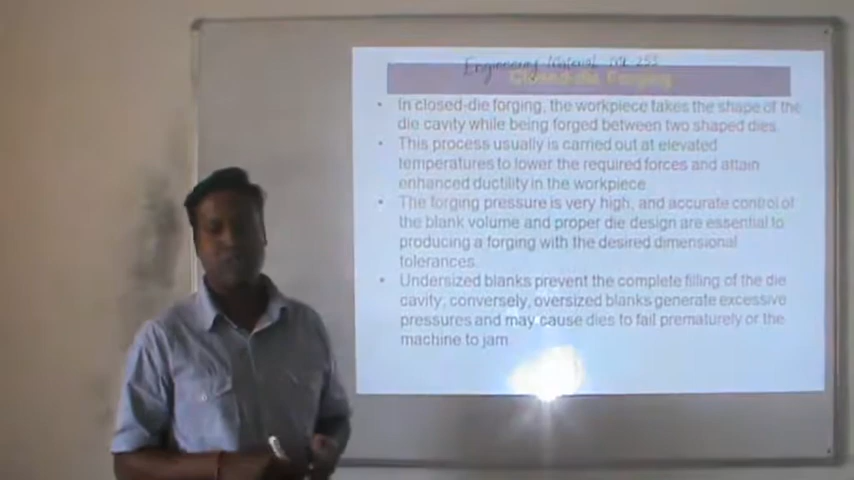 Engineering Material ME 253
Closed-die Forging
• In closed-die forging, the workpiece takes the shape of the
die cavity while being forged between two shaped dies.
• This process usually is carried out at elevated
temperatures to lower the required forces and attain
enhanced ductility in the workpiece.
• The forging pressure is very high, and accurate control of
the blank volume and proper die design are essential to
producing a forging with the desired dimensional
tolerances.
• Undersized blanks prevent the complete filling of the die
cavity; conversely, oversized blanks generate excessive
pressures and may cause dies to fail prematurely or the
machine to jam